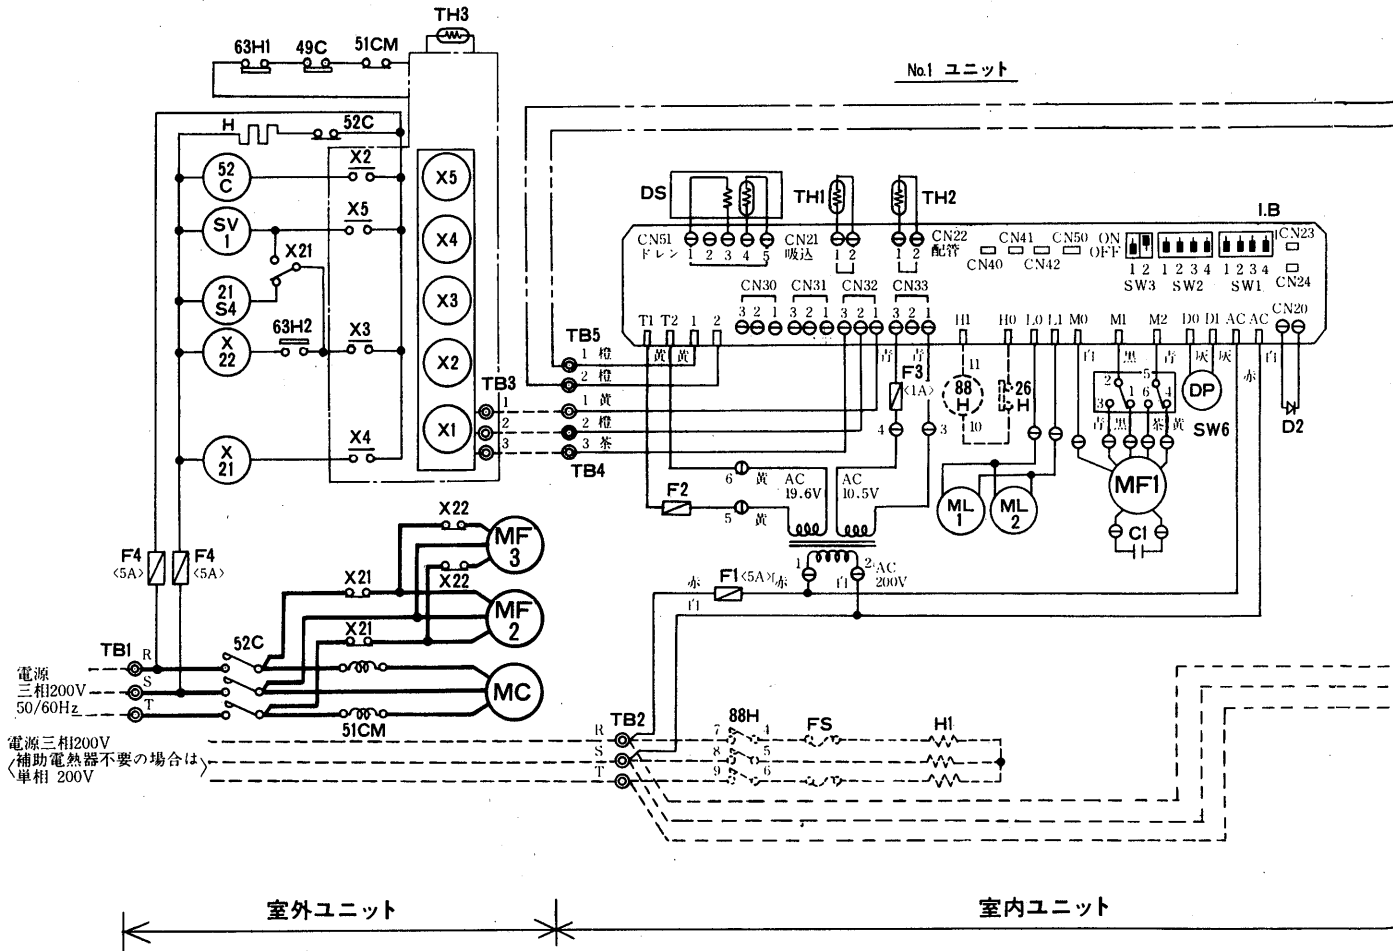 TH3
63H1 49C 51CM
No.1 ユニット
H 52C
52
C
X2
SV
1
X5
X21
21
S4
X
22
63H2
X3
X
21
X4
X5
X4
X3
X2
X1
TB3
1
2
3
TB5
1 橙
2 橙
1 黄
2 橙
3 茶
TB4
DS
TH1
TH2
I.B
CN51
ドレン
1 2 3 4 5
CN21
吸込
1 2
1 2
CN22
配管
CN40
CN41
CN42
CN50
ON
OFF
1 2
SW3
1 2 3 4
SW2
1 2 3 4
SW1
CN23
CN24
CN20
CN30 CN31 CN32 CN33
3 2 1 3 2 1 3 2 1 3 2 1
T1 T2 1 2
H1 H0 L0 L1 M0 M1 M2 D0 D1 AC AC
黄 黄
青 青
白 黒 青 灰 灰 赤 白
F3
<1A>
4 3
11
88
H
10
26
H
2 5
3 1 6 4
青 黒 茶 黄
DP
SW6
D2
6 黄
F2
5 黄
AC
19.6V
AC
10.5V
ML
1
ML
2
MF1
C1
1 2
AC
200V
赤 F1<5A> 赤 白
白
F4
<5A>
F4
<5A>
X22
MF
3
X22
X21
MF
2
X21
52C
MC
51CM
TB1
R
S
T
電源
三相200V
50/60Hz
電源三相200V
〈補助電熱器不要の場合は〉
単相 200V
TB2
R
S
T
88H
7 4
8 5
9 6
FS
H1
室外ユニット
室内ユニット